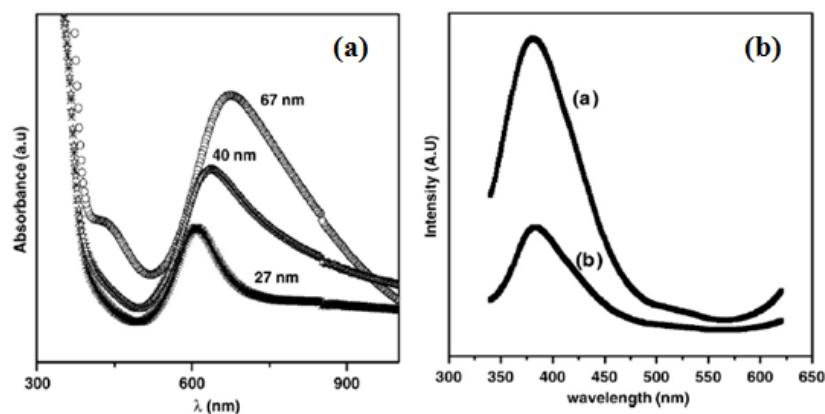 (a)
67 nm
40 nm
27 nm
Absorbance (a.u)
300 600 900
λ (nm)
(b)
(a)
(b)
Intensity (A.U)
300 350 400 450 500 550 600 650
wavelength (nm)